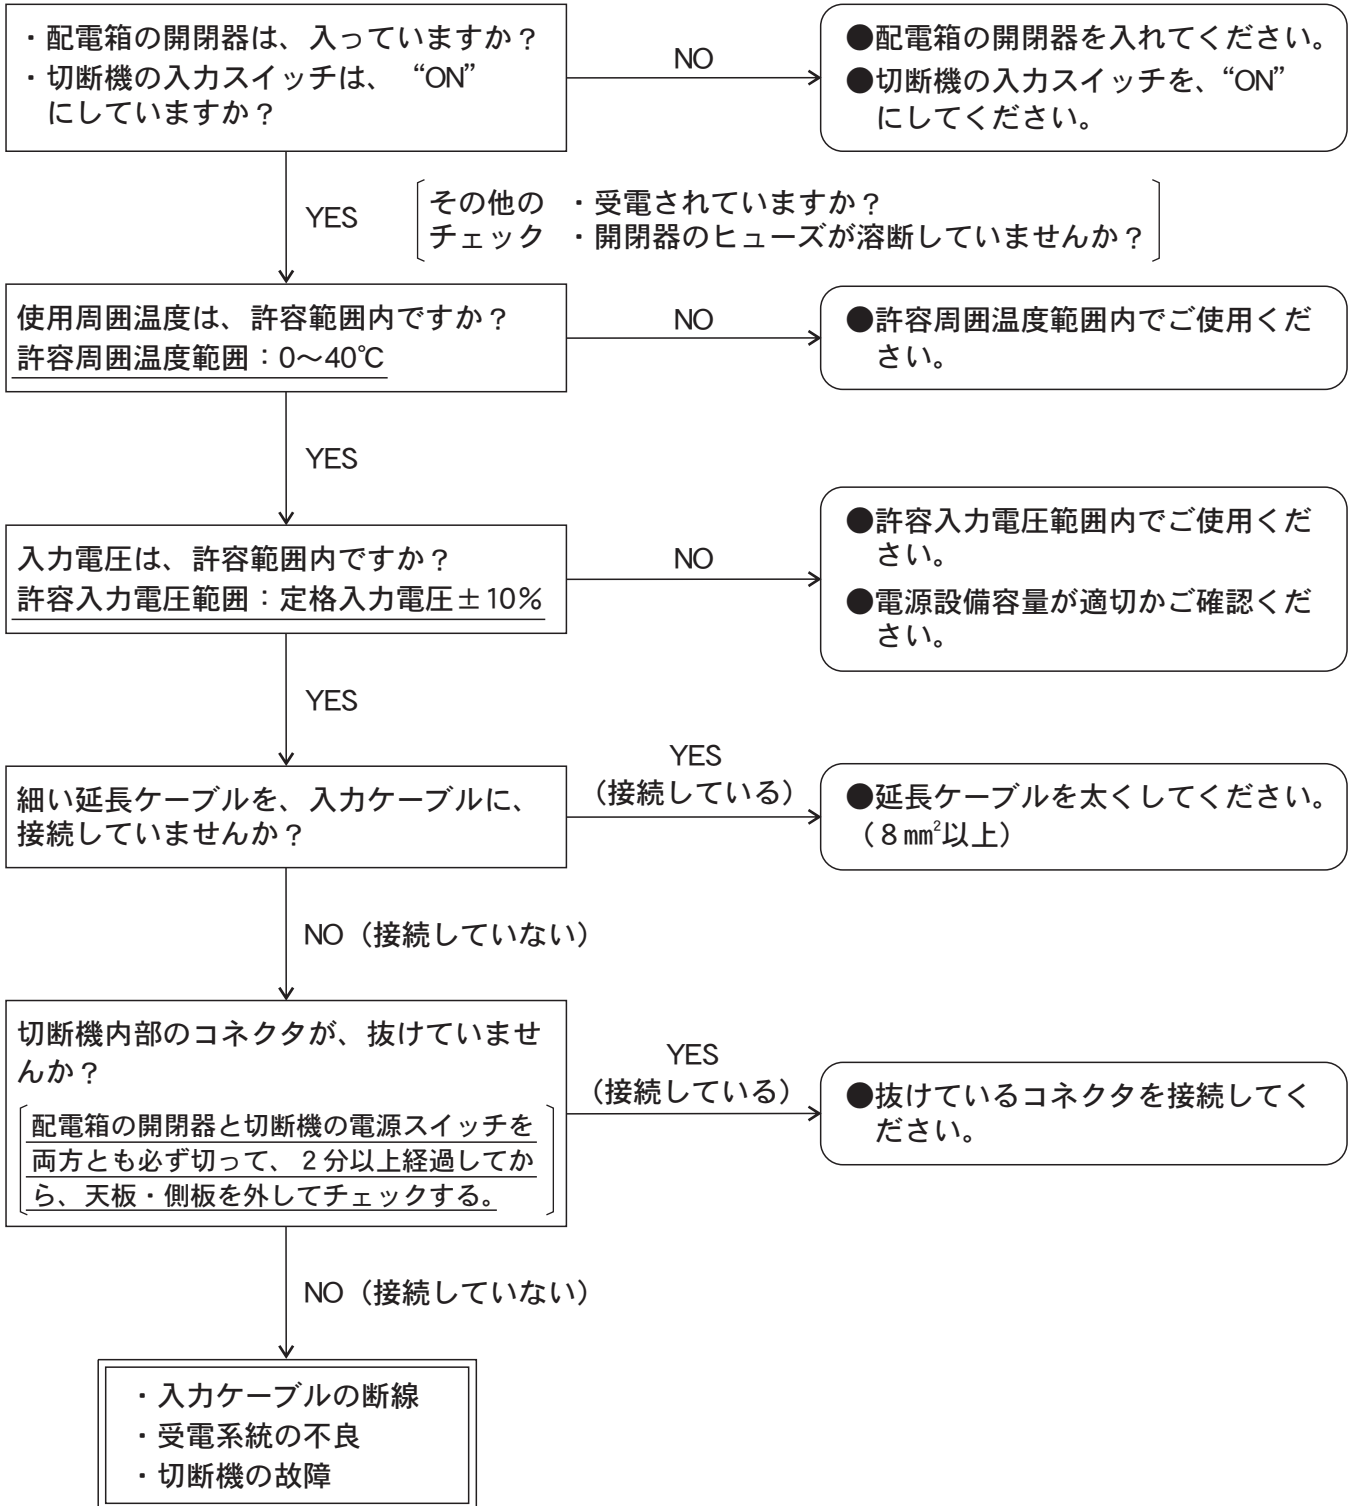 ・配電箱の開閉器は、入っていますか？
・切断機の入力スイッチは、 “ON”
にしていますか？
NO
●配電箱の開閉器を入れてください。
●切断機の入力スイッチを、“ON”
にしてください。
YES
その他の ・受電されていますか？
チェック ・開閉器のヒューズが溶断していませんか？
使用周囲温度は、許容範囲内ですか？
許容周囲温度範囲：0～40℃
NO
●許容周囲温度範囲内でご使用くだ
さい。
YES
入力電圧は、許容範囲内ですか？
許容入力電圧範囲：定格入力電圧±10％
NO
●許容入力電圧範囲内でご使用くだ
さい。
●電源設備容量が適切かご確認くだ
さい。
YES
細い延長ケーブルを、入力ケーブルに、
接続していませんか？
YES
（接続している）
●延長ケーブルを太くしてください。
（８㎜²以上）
NO（接続していない）
切断機内部のコネクタが、抜けていませ
んか？
配電箱の開閉器と切断機の電源スイッチを
両方とも必ず切って、２分以上経過してか
ら、天板・側板を外してチェックする。
YES
（接続している）
●抜けているコネクタを接続してく
ださい。
NO（接続していない）
・入力ケーブルの断線
・受電系統の不良
・切断機の故障